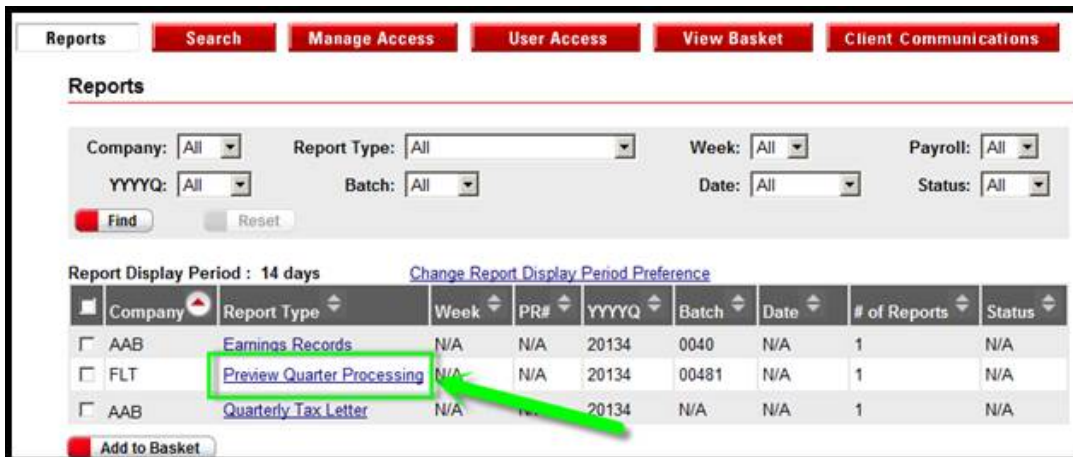 Reports Search Manage Access User Access View Basket Client Communications
Reports
Company: All Report Type: All Week: All Payroll: All
YYYYQ: All Batch: All Date: All Status: All
Find Reset
Report Display Period : 14 days Change Report Display Period Preference
Company Report Type Week PR# YYYYQ Batch Date # of Reports Status
AAB Earnings Records N/A N/A 20134 0040 N/A 1 N/A
FLT Preview Quarter Processing N/A N/A 20134 00481 N/A 1 N/A
AAB Quarterly Tax Letter N/A 20134 N/A N/A 1 N/A
Add to Basket